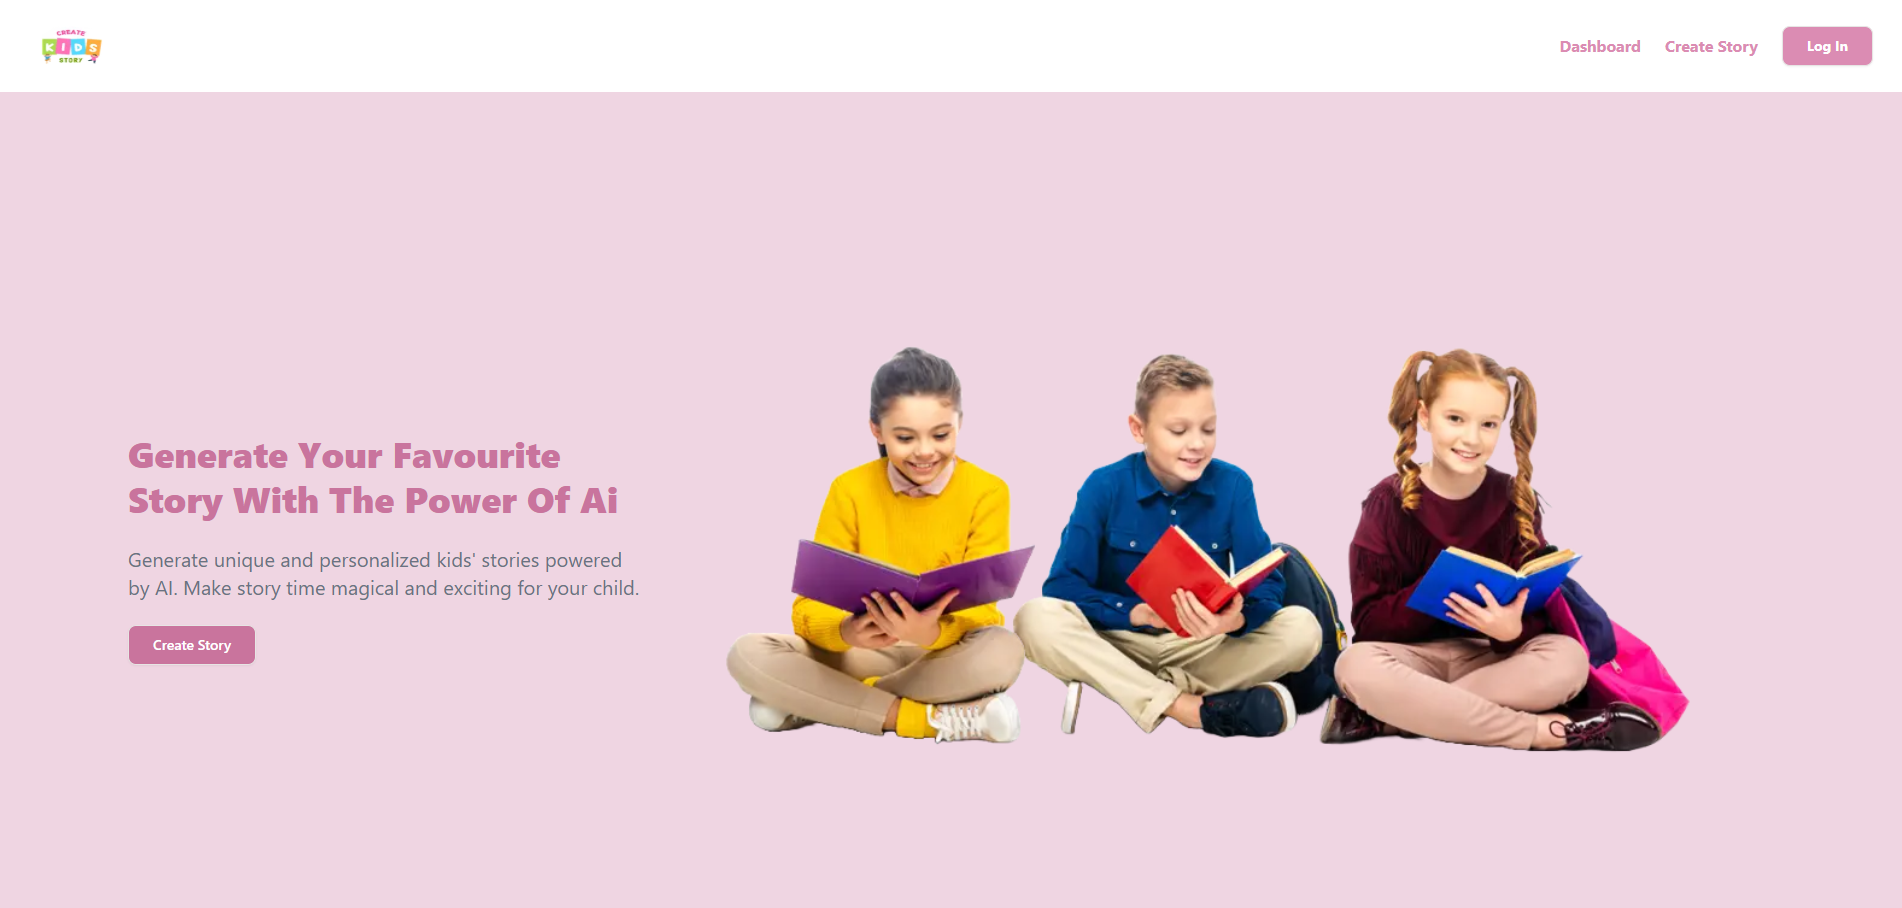 CREATE
KIDS
STORY
Dashboard
Create Story
Log In
Generate Your Favourite
Story With The Power Of Ai
Generate unique and personalized kids' stories powered
by AI. Make story time magical and exciting for your child.
Create Story